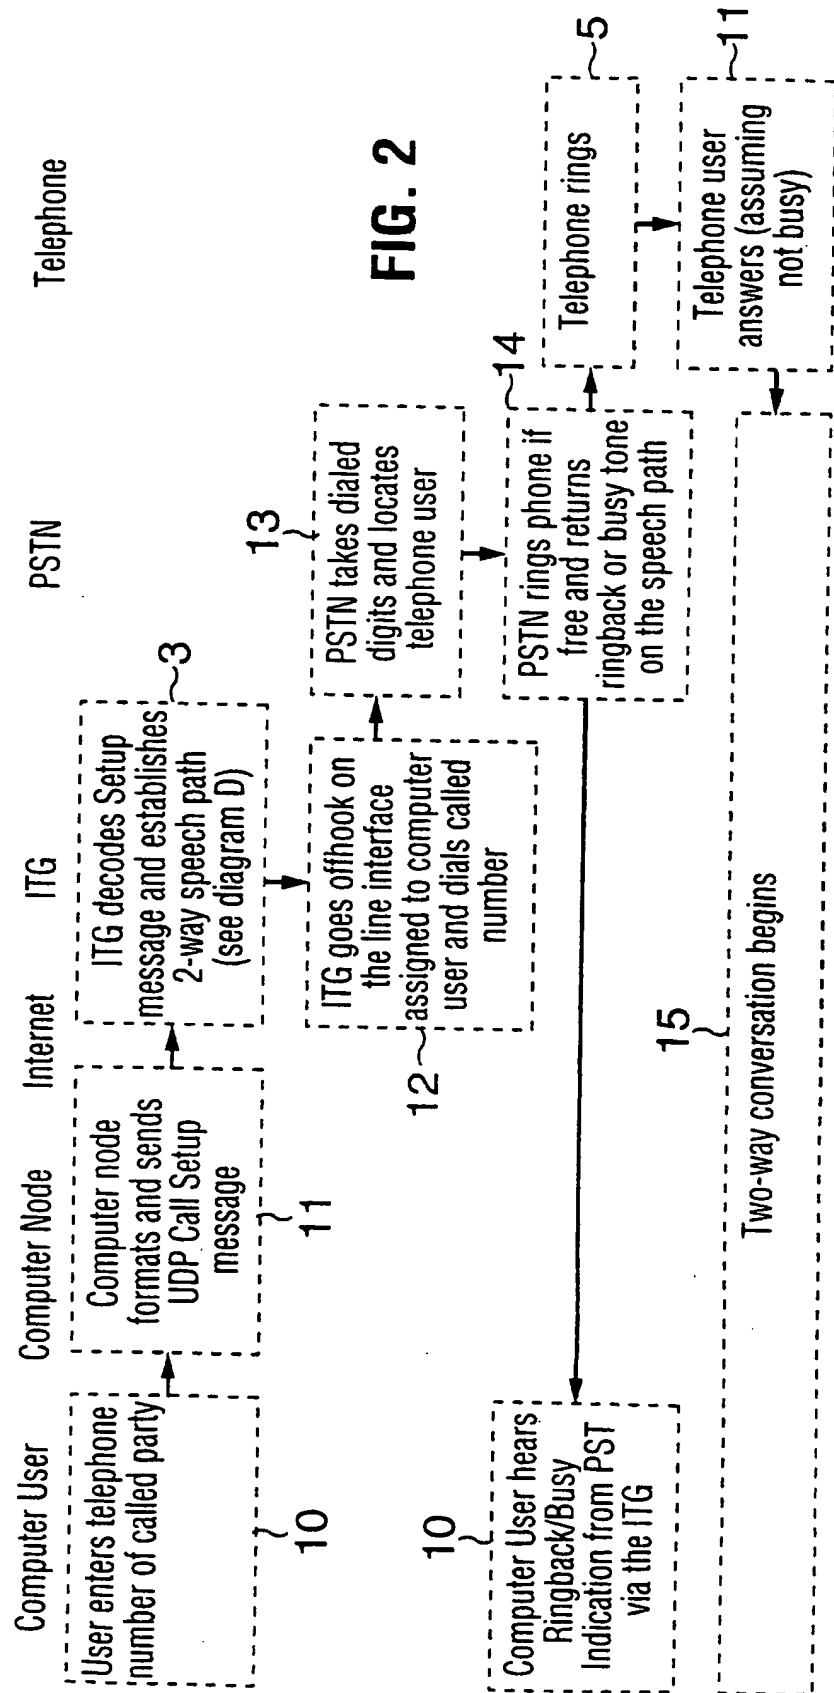 Computer User
Computer Node
Internet
ITG
PSTN
Telephone
User enters telephone
number of called party
10
Computer node
formats and sends
UDP Call Setup
message
11
ITG decodes Setup
message and establishes
2-way speech path
(see diagram D)
3
ITG goes offhook on
the line interface
assigned to computer
user and dials called
number
12
13
PSTN takes dialed
digits and locates
telephone user
FIG. 2
14
PSTN rings phone if
free and returns
ringback or busy tone
on the speech path
Telephone rings
5
10
Computer User hears
Ringback/Busy
Indication from PST
via the ITG
Telephone user
answers (assuming
not busy)
11
15
Two-way conversation begins